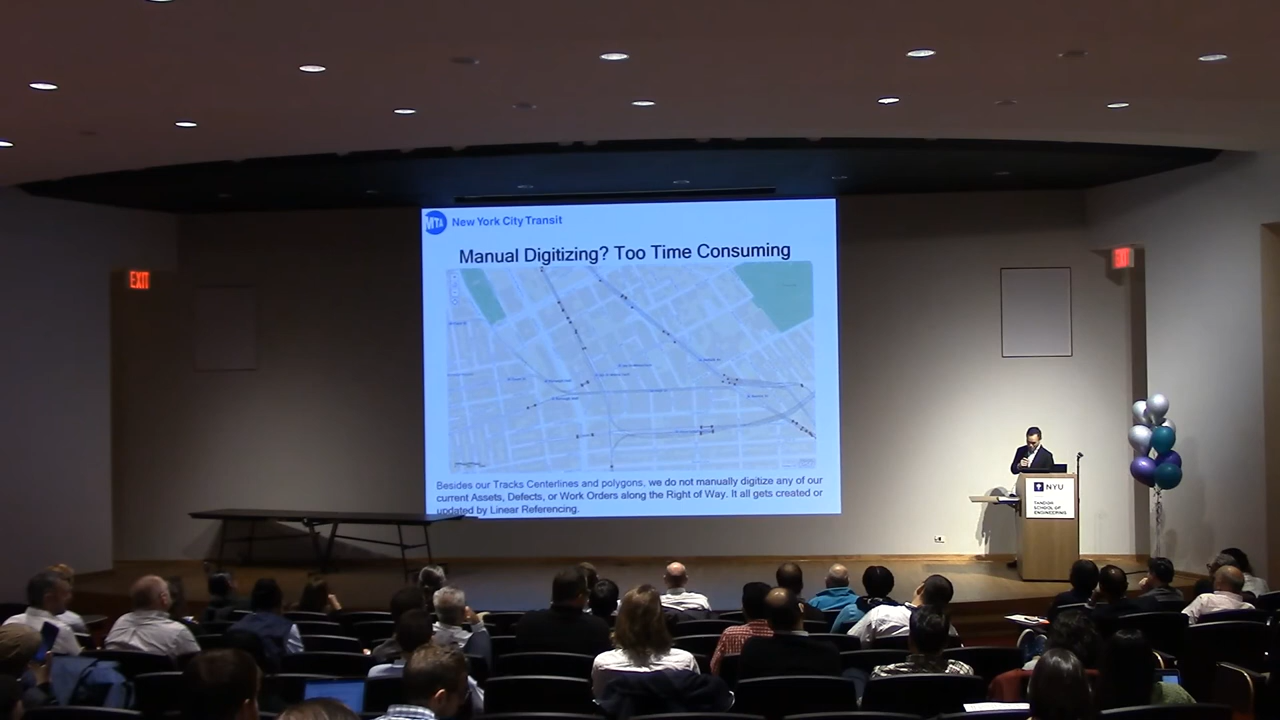 MTA New York City Transit
Manual Digitizing? Too Time Consuming
Besides our Tracks Centerlines and polygons, we do not manually digitize any of our
current Assets, Defects, or Work Orders along the Right of Way. It all gets created or
updated by Linear Referencing.
EXIT
EXIT
NYU
TANDON
SCHOOL OF
ENGINEERING